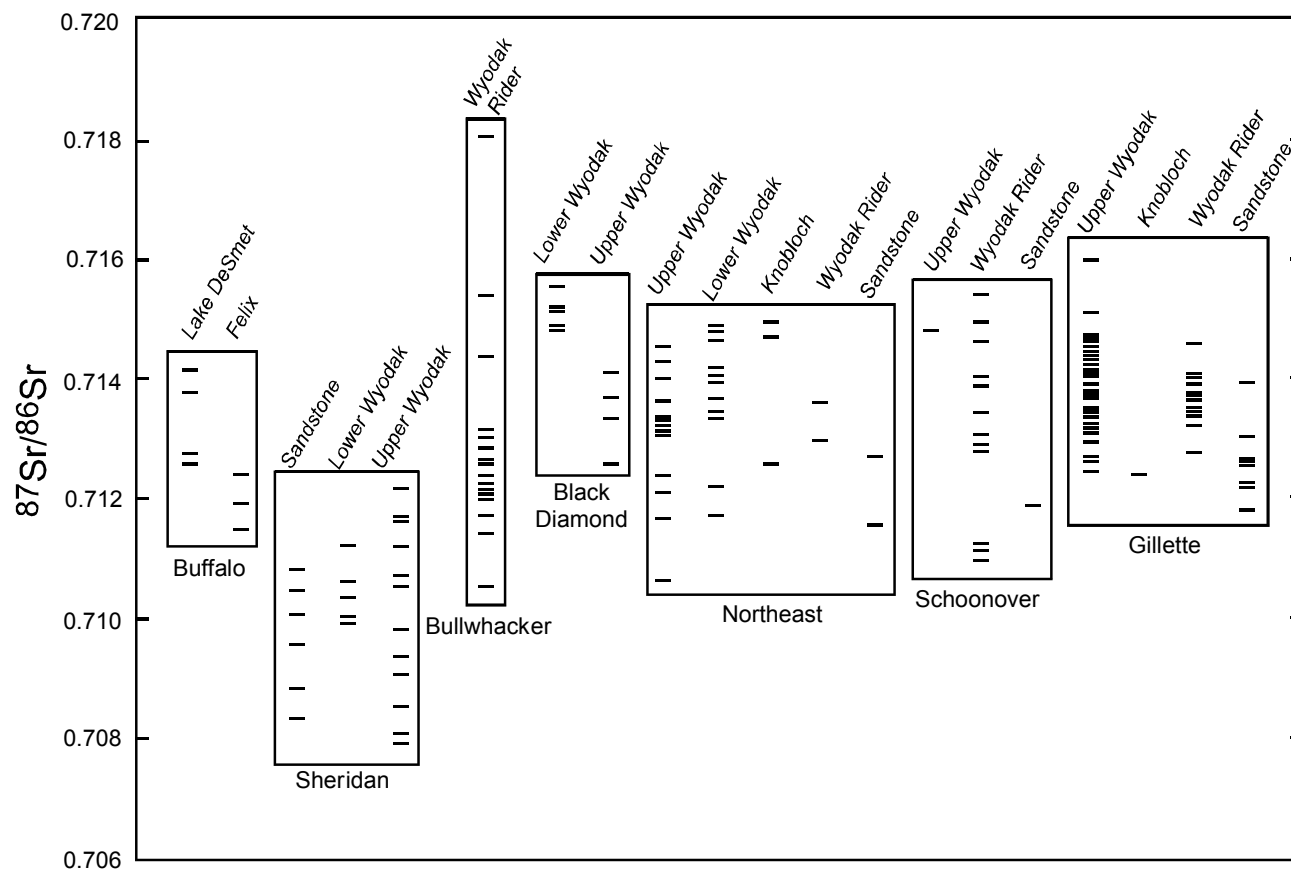 0.720
0.718
0.716
0.714
0.712
0.710
0.708
0.706
87Sr/86Sr
Lake DeSmet
Felix
Buffalo
Sandstone
Lower Wyodak
Upper Wyodak
Sheridan
Wyodak
Rider
Bullwhacker
Lower Wyodak
Upper Wyodak
Black
Diamond
Upper Wyodak
Lower Wyodak
Knobloch
Wyodak Rider
Sandstone
Northeast
Upper Wyodak
Wyodak Rider
Sandstone
Schoonover
Upper Wyodak
Knobloch
Wyodak Rider
Sandstone
Gillette